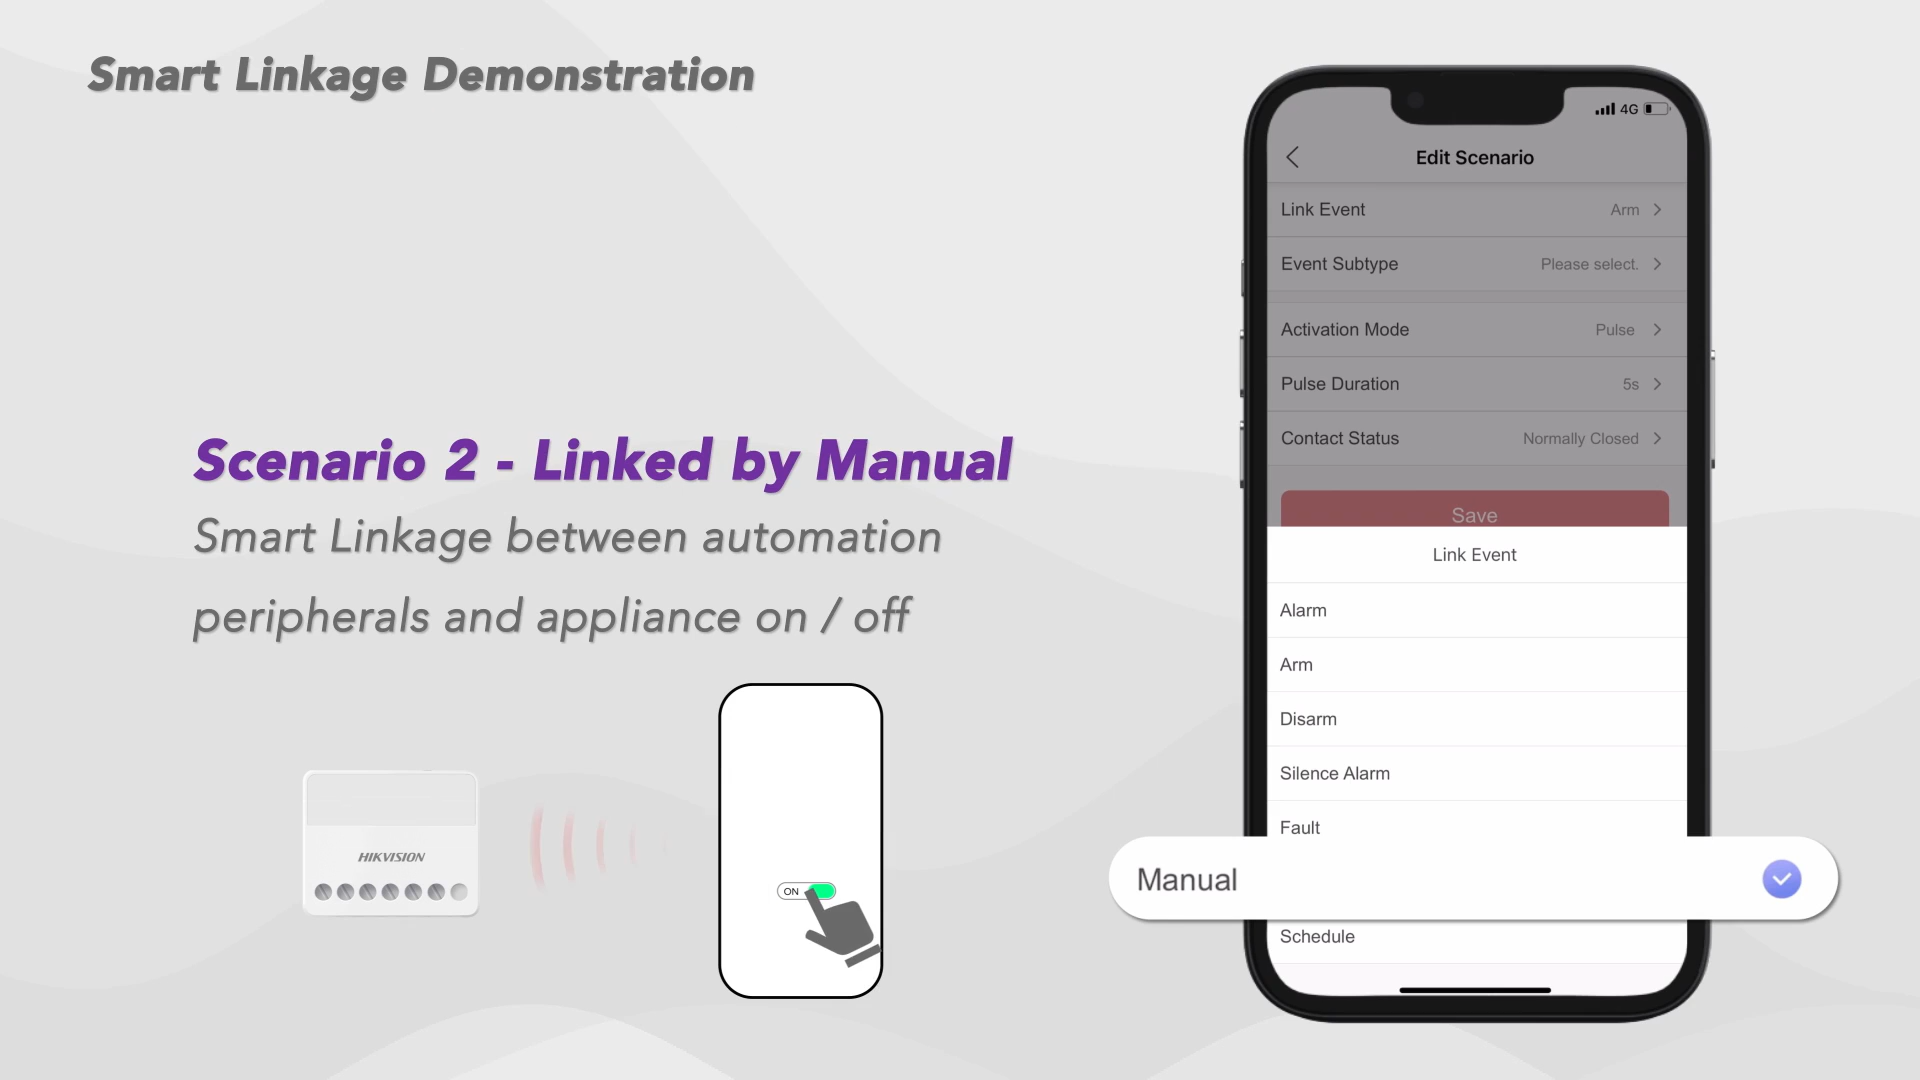 Smart Linkage Demonstration
Scenario 2 - Linked by Manual
Smart Linkage between automation
peripherals and appliance on / off
HIKVISION
ON
4G
Edit Scenario
Link Event Arm
Event Subtype Please select.
Activation Mode Pulse
Pulse Duration 5s
Contact Status Normally Closed
Save
Link Event
Alarm
Arm
Disarm
Silence Alarm
Fault
Manual
Schedule